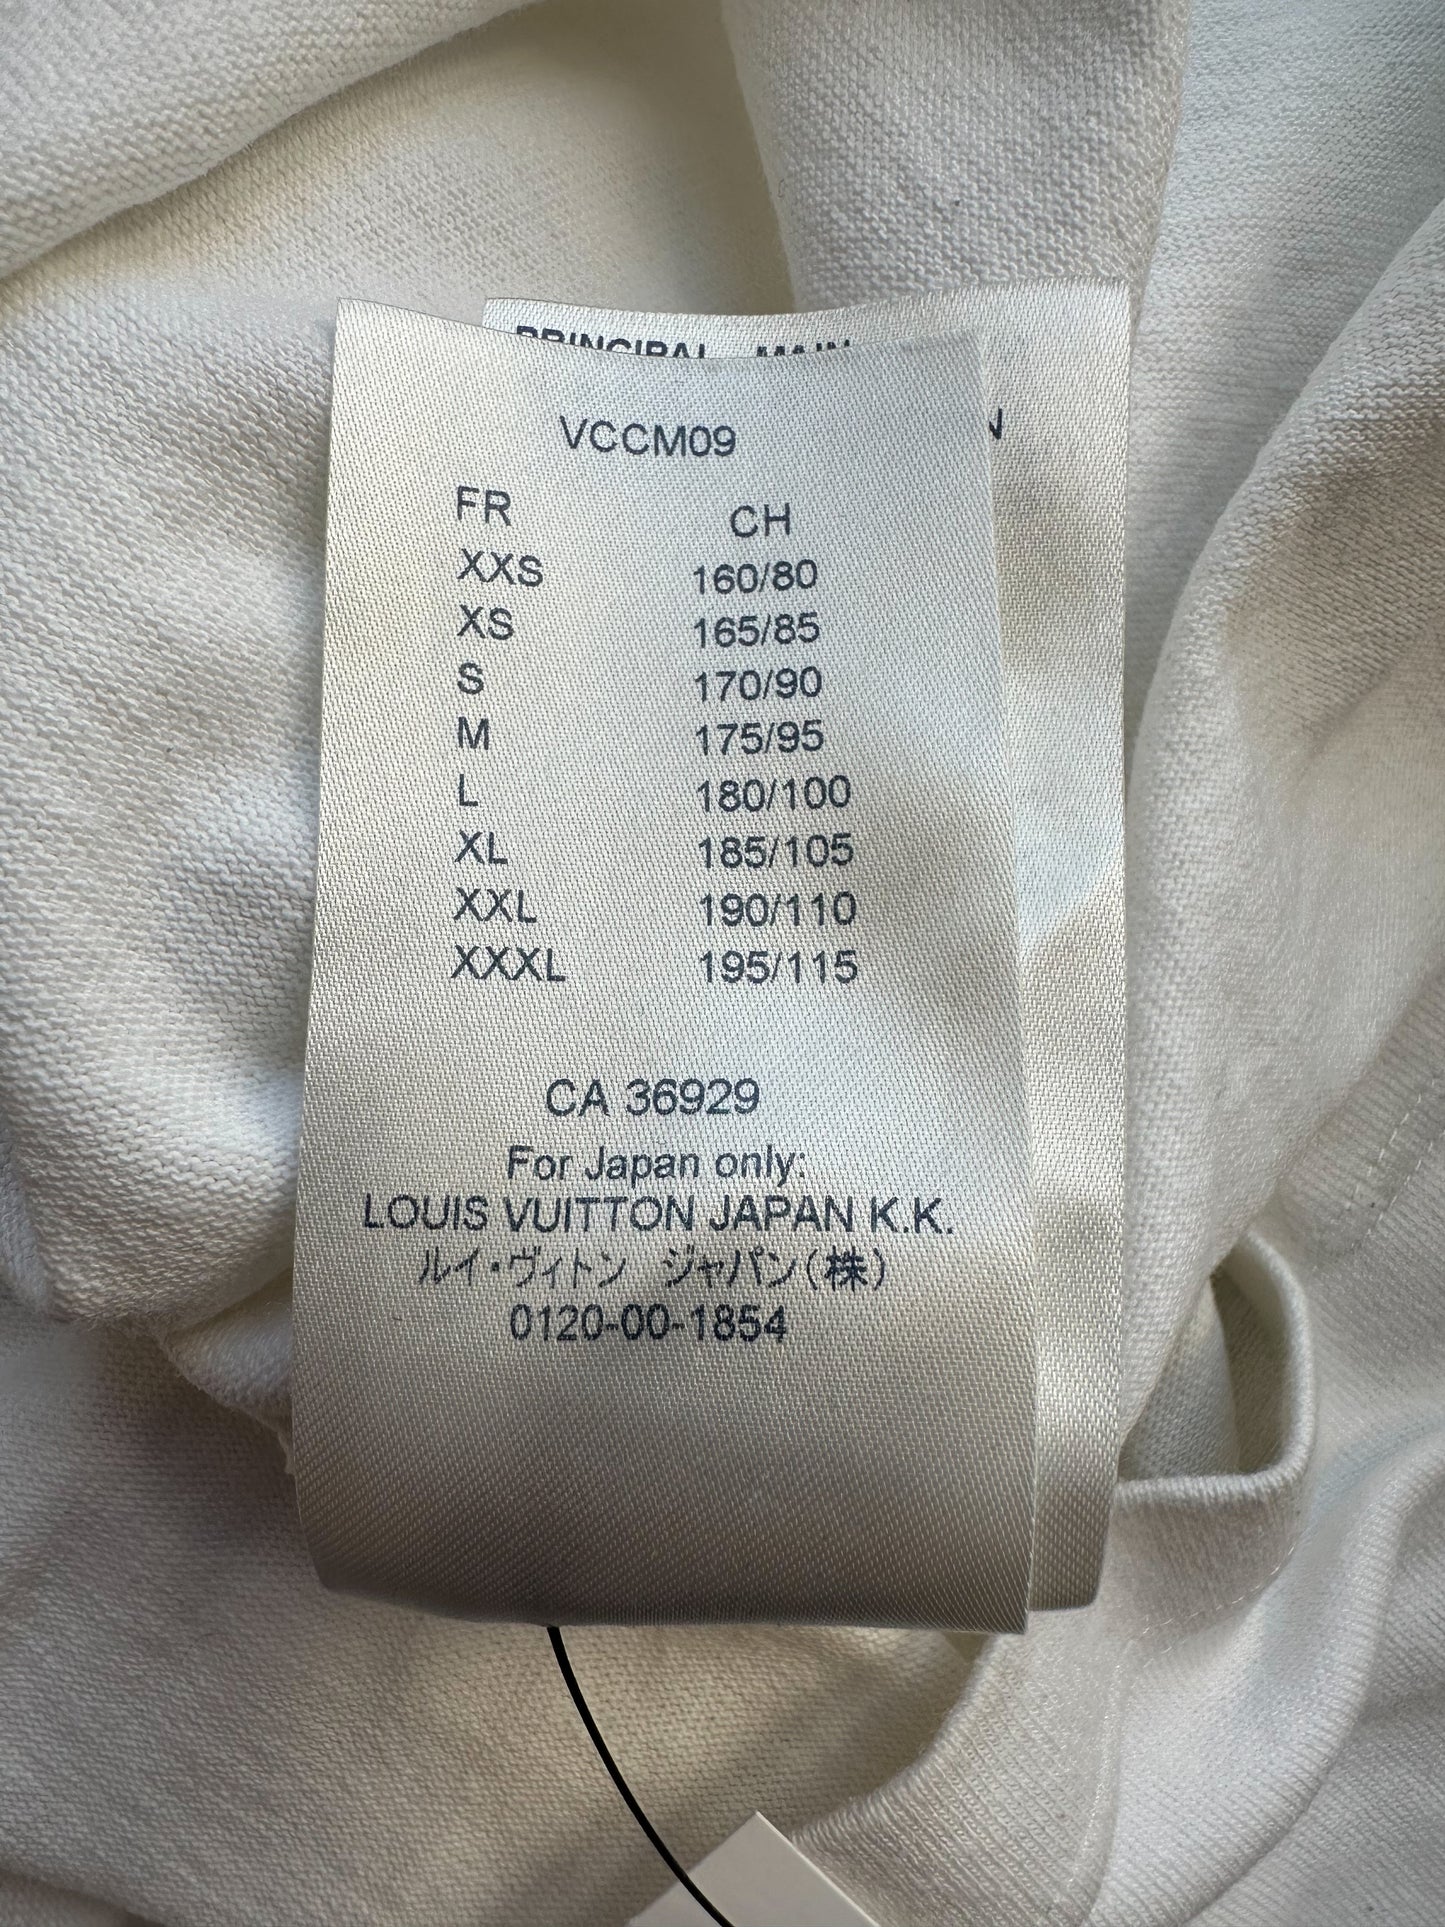 PRINCIPAL - MAIN
VCCM09
FR CH
XXS 160/80
XS 165/85
S 170/90
M 175/95
L 180/100
XL 185/105
XXL 190/110
XXXL 195/115
CA 36929
For Japan only:
LOUIS VUITTON JAPAN K.K.
ルイ・ヴィトン ジャパン(株)
0120-00-1854